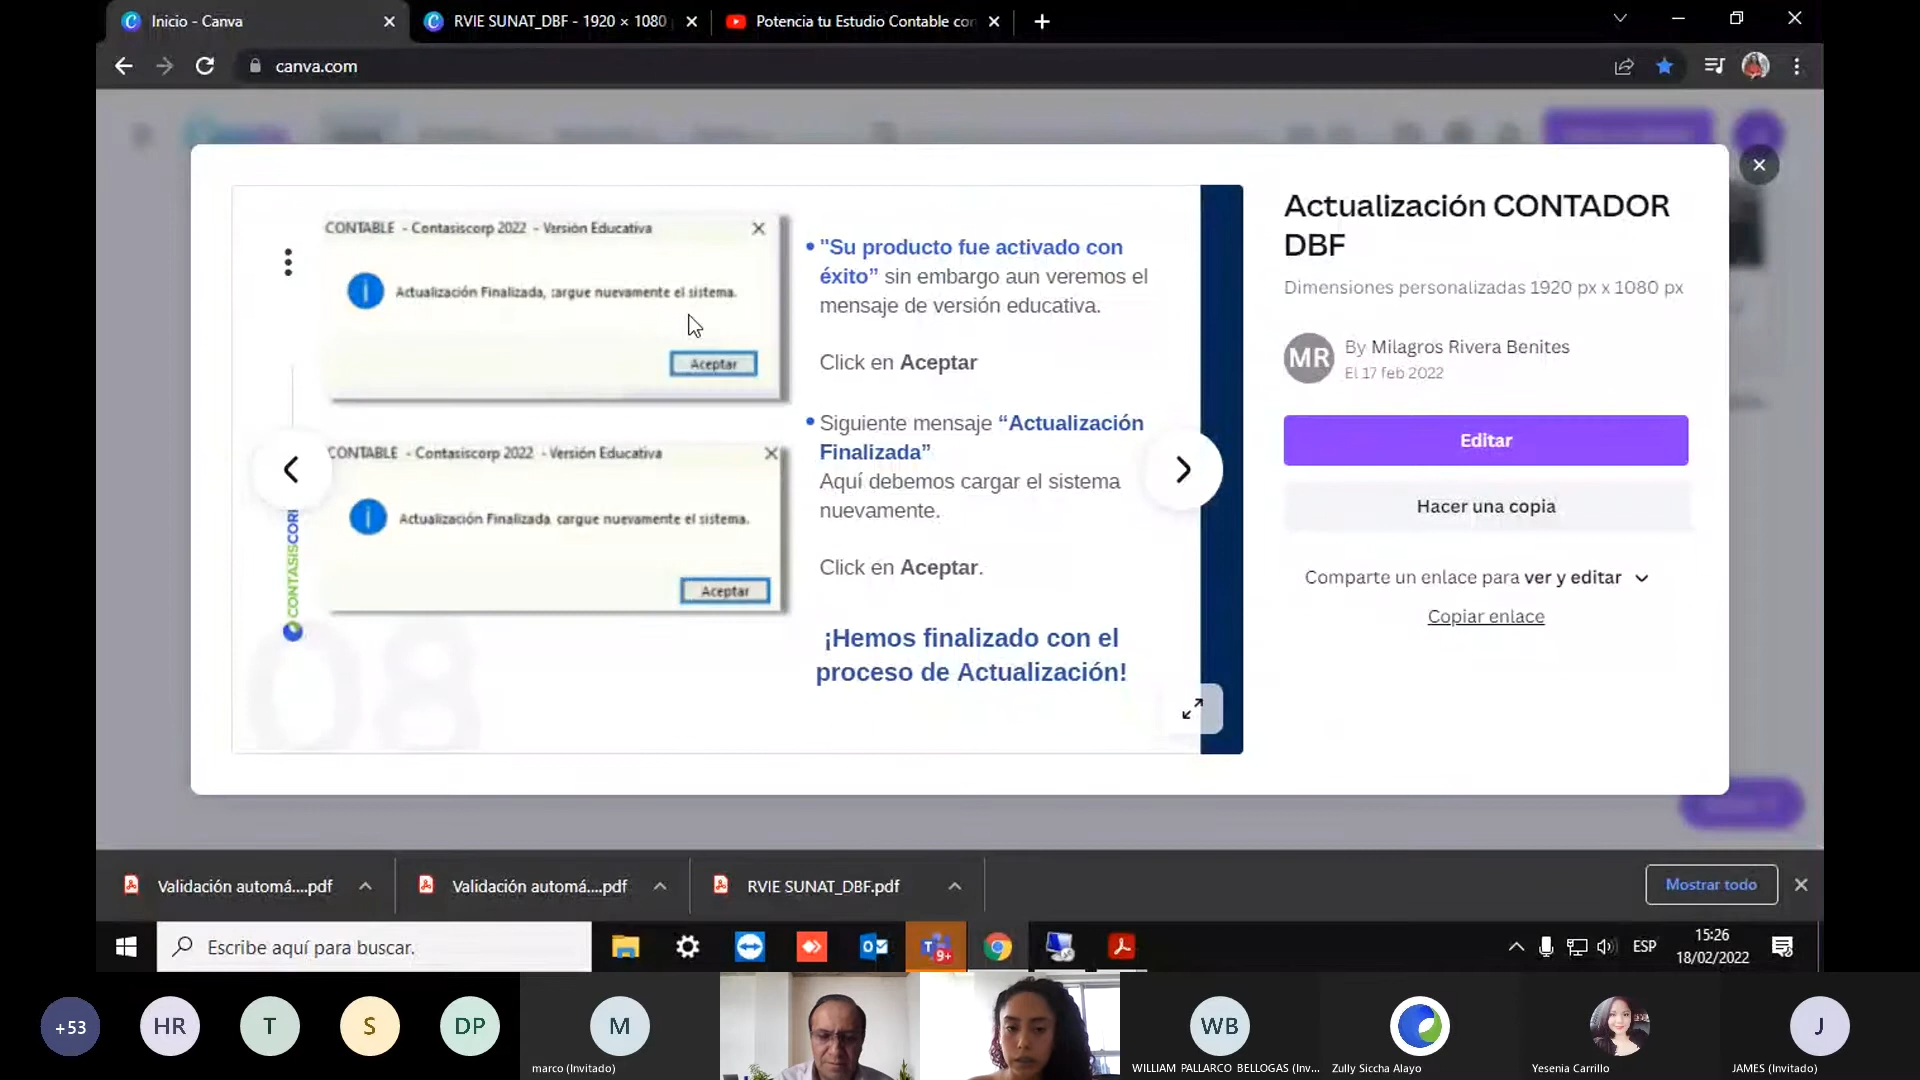 Inicio - Canva
RVIE SUNAT_DBF - 1920 × 1080
Potencia tu Estudio Contable con
canva.com
CONTABLE - Contasiscorp 2022 - Versión Educativa
Actualización Finalizada, cargue nuevamente el sistema.
Aceptar
CONTABLE - Contasiscorp 2022 - Versión Educativa
Actualización Finalizada, cargue nuevamente el sistema.
Aceptar
CONTASISCORP
08
• "Su producto fue activado con
éxito” sin embargo aun veremos el
mensaje de versión educativa.
Click en Aceptar
• Siguiente mensaje “Actualización
Finalizada”
Aquí debemos cargar el sistema
nuevamente.
Click en Aceptar.
¡Hemos finalizado con el
proceso de Actualización!
Actualización CONTADOR
DBF
Dimensiones personalizadas 1920 px x 1080 px
MR
By Milagros Rivera Benites
El 17 feb 2022
Editar
Hacer una copia
Comparte un enlace para ver y editar
Copiar enlace
Validación automá....pdf
Validación automá....pdf
RVIE SUNAT_DBF.pdf
Mostrar todo
Escribe aquí para buscar.
9+
ESP
15:26
18/02/2022
+53
HR
T
S
DP
M
marco (Invitado)
WB
WILLIAM PALLARCO BELLOGAS (Inv...
Zully Siccha Alayo
Yesenia Carrillo
J
JAMES (Invitado)